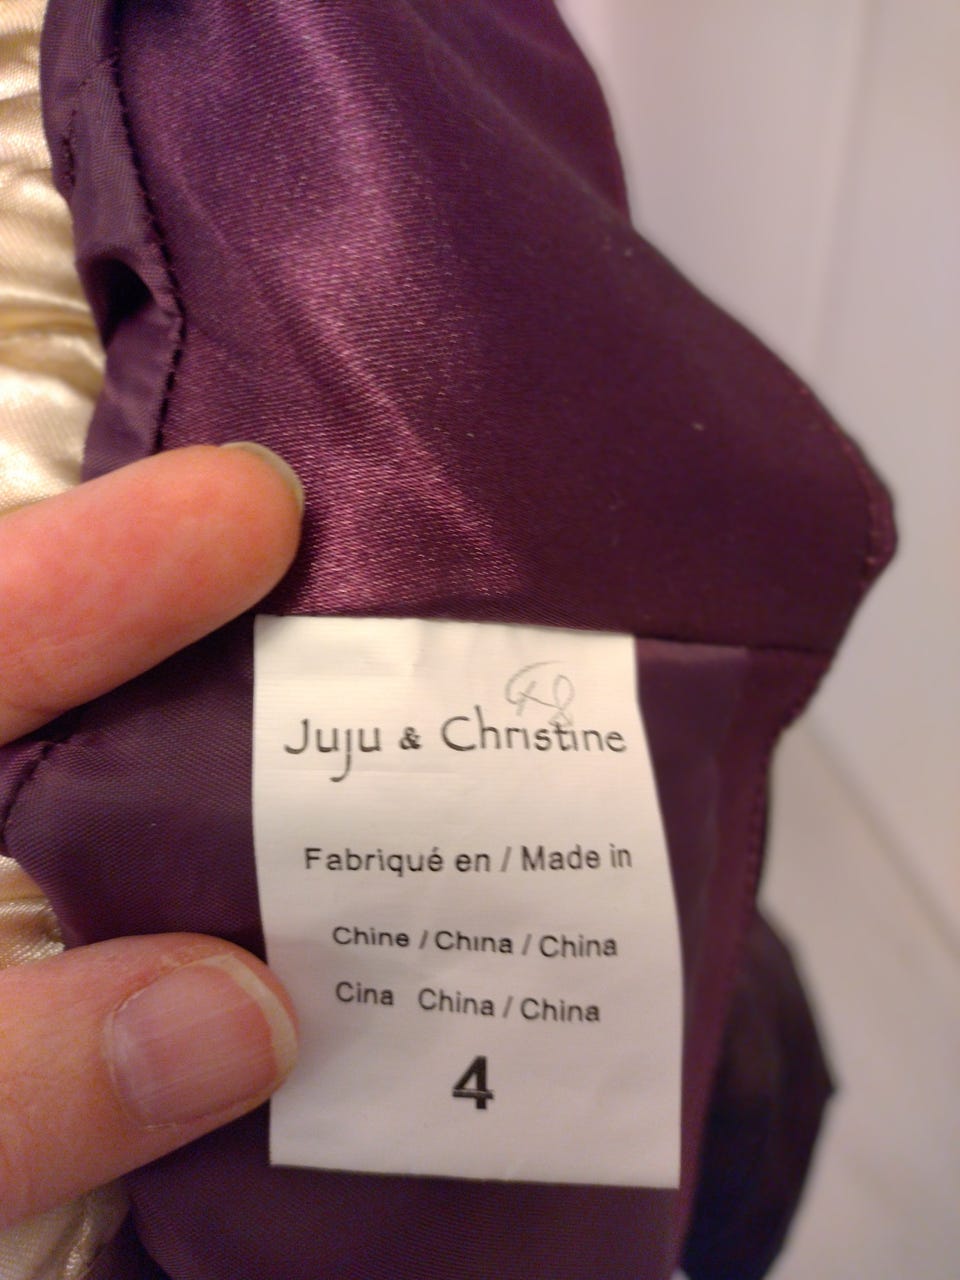 Juju & Christine
Fabriqué en / Made in
Chine / China / China
Cina China / China
4